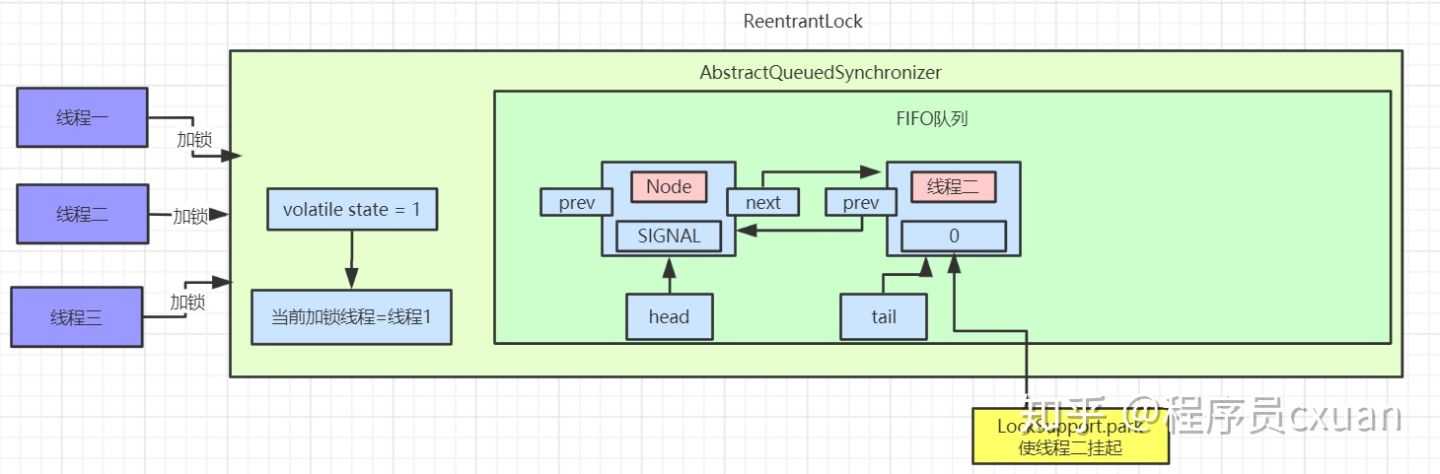 ReentrantLock
AbstractQueuedSynchronizer
FIFO队列
线程一
加锁
线程二
加锁
线程三
加锁
volatile state = 1
当前加锁线程=线程1
prev
Node
next
SIGNAL
head
prev
线程二
0
tail
LockSupport.park
使线程二挂起
知乎 @程序员cxuan